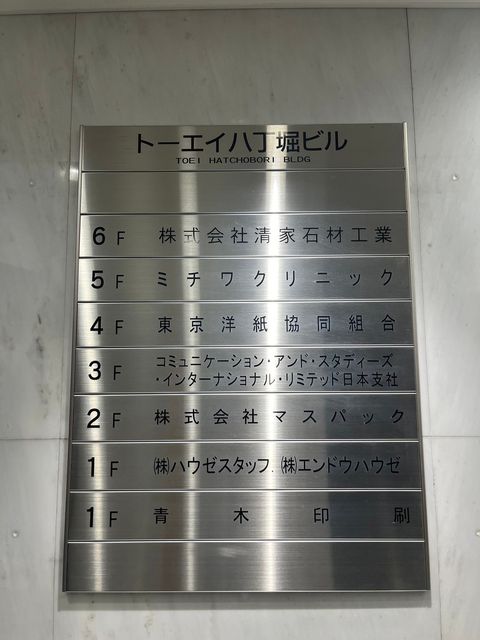 トーエイ八丁堀ビル
TOEI HATCHOBORI BLDG
6F 株式会社清家石材工業
5F ミチワクリニック
4F 東京洋紙協同組合
3F コミュニケーション・アンド・スタディーズ
・インターナショナル・リミテッド日本支社
2F 株式会社マスパック
1F ㈱ハウゼスタッフ. ㈱エンドウハウゼ
1F 青木印刷